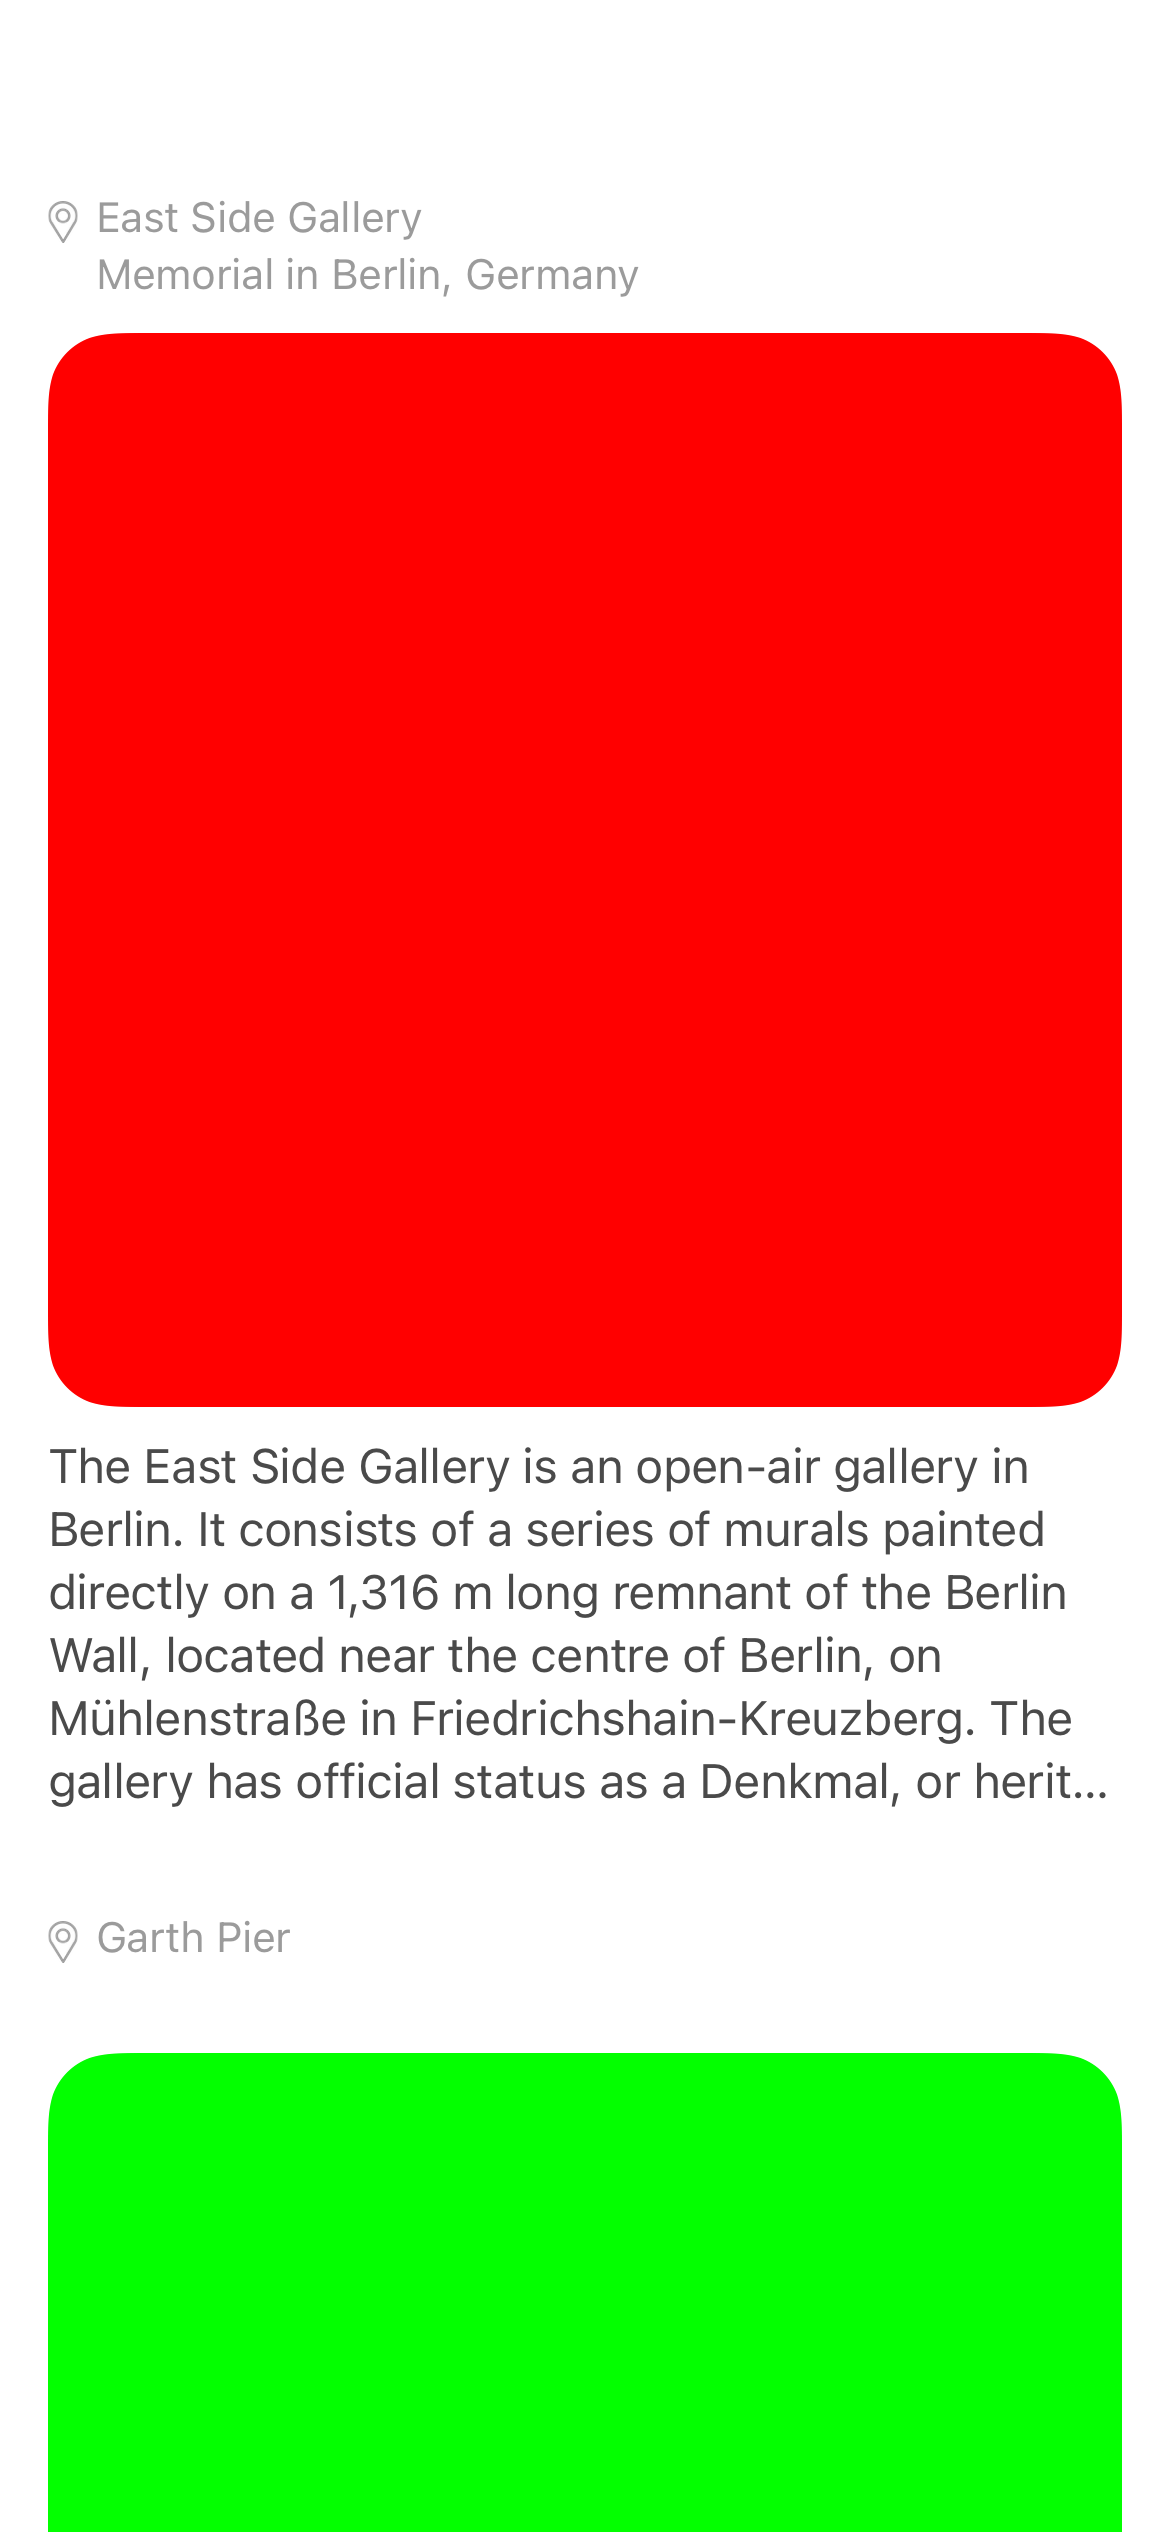 East Side Gallery
Memorial in Berlin, Germany
The East Side Gallery is an open-air gallery in
Berlin. It consists of a series of murals painted
directly on a 1,316 m long remnant of the Berlin
Wall, located near the centre of Berlin, on
Mühlenstraße in Friedrichshain-Kreuzberg. The
gallery has official status as a Denkmal, or herit...
Garth Pier